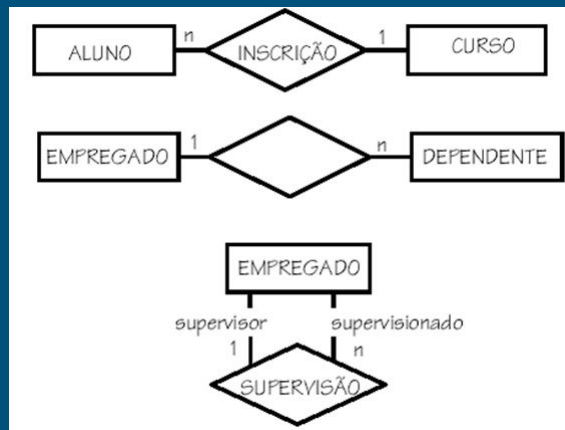 ALUNO n INSCRIÇÃO 1 CURSO
EMPREGADO 1 n DEPENDENTE
EMPREGADO
supervisor supervisionado
1 n
SUPERVISÃO